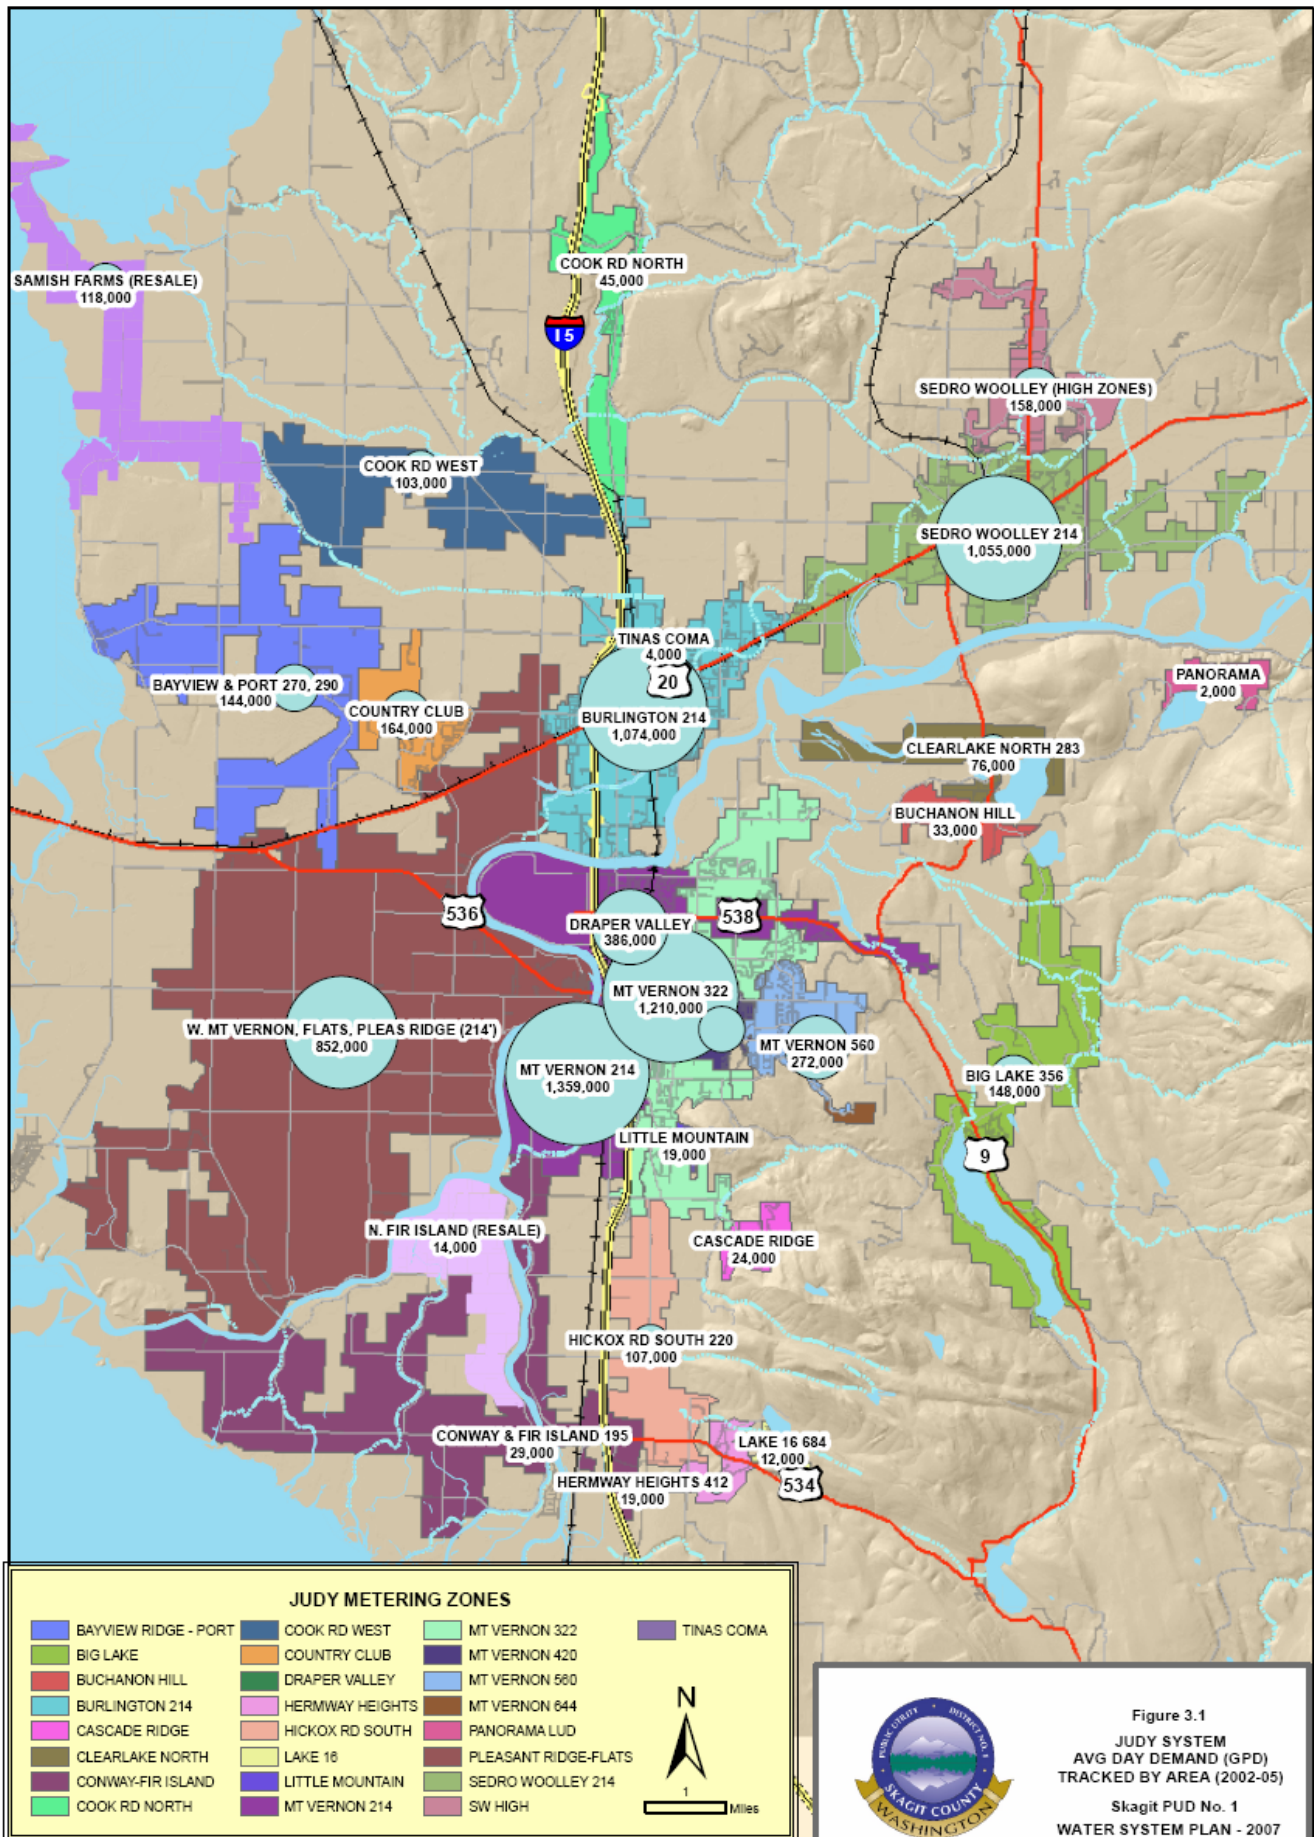 COOK RD NORTH
45,000
SAMISH FARMS (RESALE)
118,000
I 5
SEDRO WOOLLEY (HIGH ZONES)
158,000
COOK RD WEST
103,000
SEDRO WOOLLEY 214
1,055,000
TINAS COMA
4,000
20
PANORAMA
2,000
BAYVIEW & PORT 270, 290
144,000
COUNTRY CLUB
164,000
BURLINGTON 214
1,074,000
CLEARLAKE NORTH 283
76,000
BUCHANON HILL
33,000
536
DRAPER VALLEY
386,000
538
MT VERNON 322
1,210,000
W. MT VERNON, FLATS, PLEAS RIDGE (214')
852,000
MT VERNON 560
272,000
MT VERNON 214
1,359,000
BIG LAKE 356
148,000
LITTLE MOUNTAIN
19,000
9
N. FIR ISLAND (RESALE)
14,000
CASCADE RIDGE
24,000
HICKOX RD SOUTH 220
107,000
CONWAY & FIR ISLAND 195
29,000
LAKE 16 684
12,000
HERMWAY HEIGHTS 412
19,000
534
JUDY METERING ZONES
BAYVIEW RIDGE - PORT
BIG LAKE
BUCHANON HILL
BURLINGTON 214
CASCADE RIDGE
CLEARLAKE NORTH
CONWAY-FIR ISLAND
COOK RD NORTH
COOK RD WEST
COUNTRY CLUB
DRAPER VALLEY
HERMWAY HEIGHTS
HICKOX RD SOUTH
LAKE 16
LITTLE MOUNTAIN
MT VERNON 214
MT VERNON 322
MT VERNON 420
MT VERNON 560
MT VERNON 644
PANORAMA LUD
PLEASANT RIDGE-FLATS
SEDRO WOOLLEY 214
SW HIGH
TINAS COMA
N
1
Miles
PUBLIC UTILITY • DISTRICT NO. 1
SKAGIT COUNTY
WASHINGTON
Figure 3.1
JUDY SYSTEM
AVG DAY DEMAND (GPD)
TRACKED BY AREA (2002-05)
Skagit PUD No. 1
WATER SYSTEM PLAN - 2007